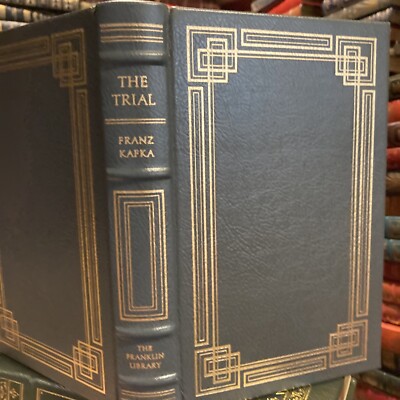 THE
TRIAL
FRANZ
KAFKA
THE
FRANKLIN
LIBRARY